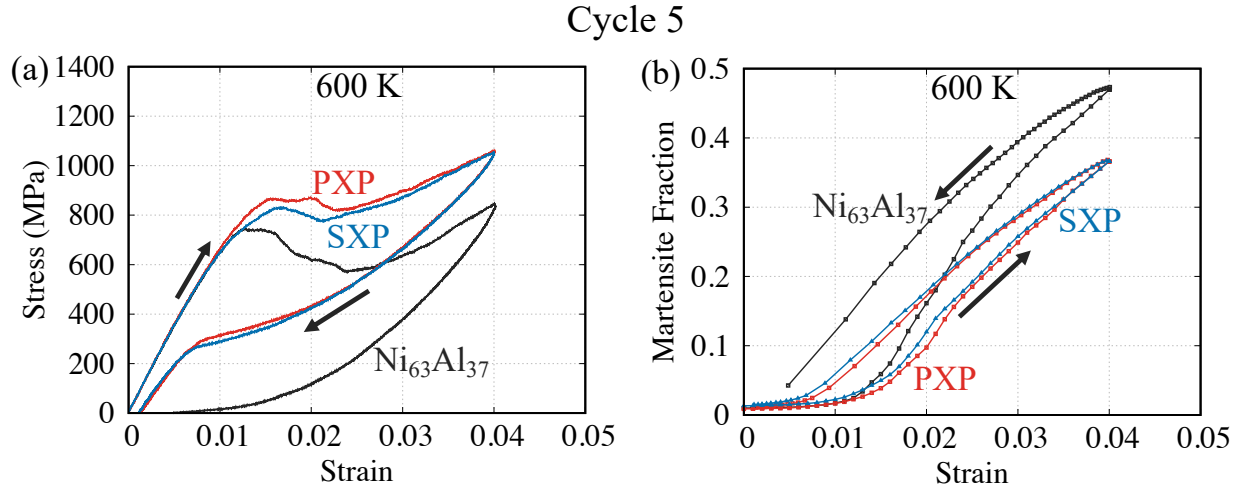 Cycle 5
(a)
1400
1200
1000
800
600
400
200
0
Stress (MPa)
600 K
PXP
SXP
Ni₆₃Al₃₇
0 0.01 0.02 0.03 0.04 0.05
Strain
(b)
0.5
0.4
0.3
0.2
0.1
0
Martensite Fraction
600 K
Ni₆₃Al₃₇
SXP
PXP
0 0.01 0.02 0.03 0.04 0.05
Strain